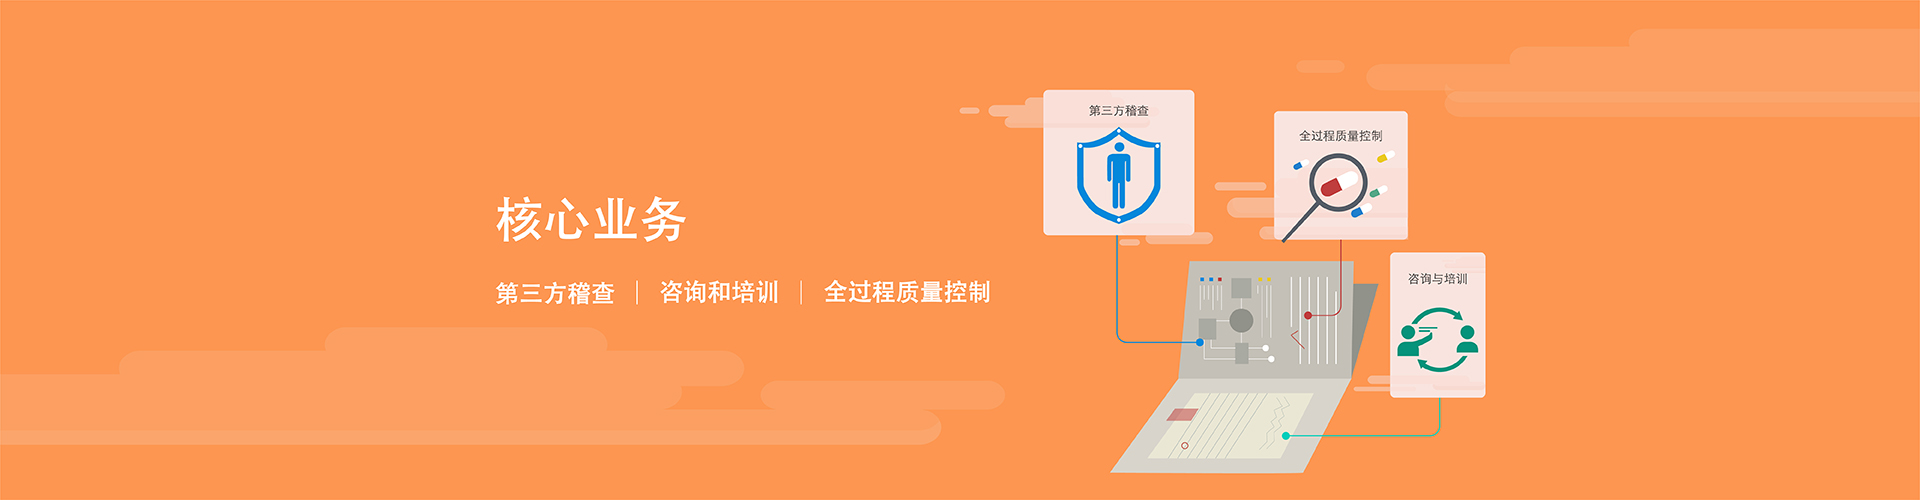 核心业务
第三方稽查 | 咨询和培训 | 全过程质量控制
第三方稽查
全过程质量控制
咨询与培训